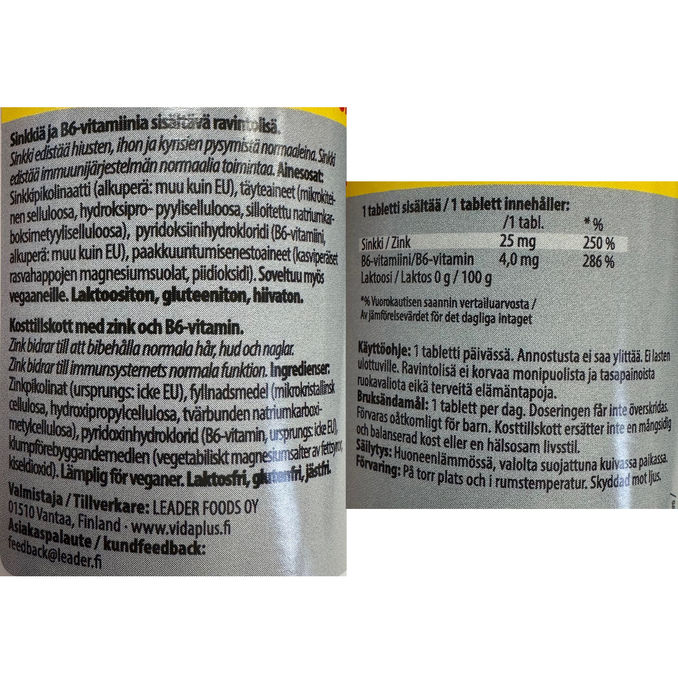 Sinkkiä ja B6-vitamiinia sisältävä ravintolisä.
Sinkki edistää hiusten, ihon ja kynsien pysymistä normaaleina. Sinkki
edistää immuunijärjestelmän normaalia toimintaa. Ainesosat:
Sinkkipikolinaatti (alkuperä: muu kuin EU), täyteaineet (mikrokitei-
nen selluloosa, hydroksipro- pyyliselluloosa, silloitettu natriumkar-
boksimetyyliselluloosa), pyridoksiinihydrokloridi (B6-vitamiini,
alkuperä: muu kuin EU), paakkuuntumisenestoaineet (kasviperäiset
rasvahappojen magnesiumsuolat, piidioksidi). Soveltuu myös
vegaaneille. Laktoositon, gluteeniton, hiivaton.
Kosttillskott med zink och B6-vitamin.
Zink bidrar till att bibehålla normala hår, hud och naglar.
Zink bidrar till immunsystemets normala funktion. Ingredienser:
Zinkpikolinat (ursprungs: icke EU), fyllnadsmedel (mikrokristallinsk
cellulosa, hydroxipropylcellulosa, tvärbunden natriumkarboxi-
metylcellulosa), pyridoxinhydroklorid (B6-vitamin, ursprungs: icke EU),
klumpförebyggandemedlen (vegetabiliskt magnesiumsalter av fettsyror,
kiseldioxid). Lämplig för veganer. Laktosfri, glutenfri, jästfri.
Valmistaja / Tillverkare: LEADER FOODS OY
01510 Vantaa, Finland · www.vidaplus.fi
Asiakaspalaute / kundfeedback:
feedback@leader.fi
1 tabletti sisältää / 1 tablett innehåller:
/1 tabl. *%
Sinkki / Zink 25 mg 250 %
B6-vitamiini/B6-vitamin 4,0 mg 286 %
Laktoosi / Laktos 0 g / 100 g
*% Vuorokautisen saannin vertailuarvosta /
Av jämförelsevärdet för det dagliga intaget
Käyttöohje: 1 tabletti päivässä. Annostusta ei saa ylittää. Ei lasten
ulottuville. Ravintolisä ei korvaa monipuolista ja tasapainoista
ruokavaliota eikä terveitä elämäntapoja.
Bruksändamål: 1 tablett per dag. Doseringen får inte överskridas.
Förvaras oåtkomligt för barn. Kosttillskott ersätter inte en mångsidig
och balanserad kost eller en hälsosam livsstil.
Säilytys: Huoneenlämmössä, valolta suojattuna kuivassa paikassa.
Förvaring: På torr plats och i rumstemperatur. Skyddad mot ljus.